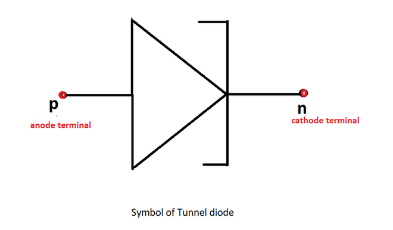 p
n
anode terminal
cathode terminal
Symbol of Tunnel diode